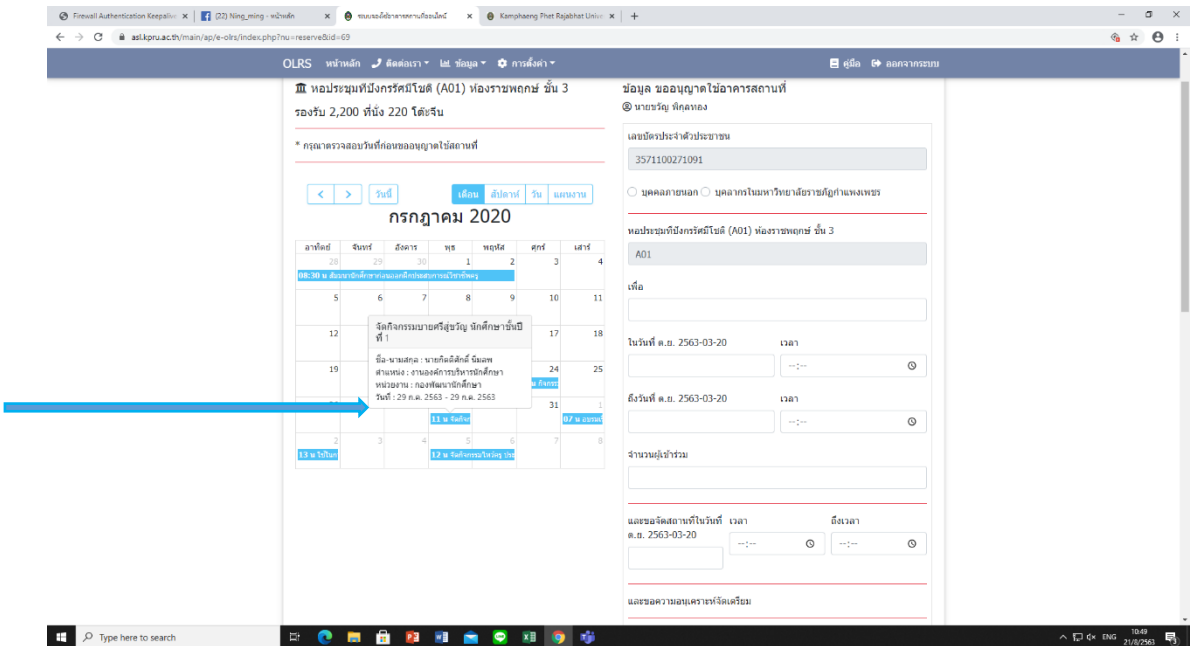 Firewall Authentication Keepaliv
(22) Ning_ming - หน้าหลัก
ระบบจองใช้อาคารสถานที่ออนไลน์
Kamphaeng Phet Rajabhat Univer
asl.kpru.ac.th/main/ap/e-olrs/index.php?nu=reserve&id=69
OLRS หน้าหลัก ติดต่อเรา ข้อมูล การตั้งค่า
คู่มือ ออกจากระบบ
หอประชุมทีปังกรรัศมีโชติ (A01) ห้องราชพฤกษ์ ชั้น 3
รองรับ 2,200 ที่นั่ง 220 โต๊ะจีน
* กรุณาตรวจสอบวันที่ก่อนขออนุญาตใช้สถานที่
< > วันนี้ เดือน สัปดาห์ วัน แผนงาน
กรกฎาคม 2020
อาทิตย์ จันทร์ อังคาร พุธ พฤหัส ศุกร์ เสาร์
28 29 30 1 2 3 4
08:30 น สัมมนานักศึกษาก่อนออกฝึกประสบการณ์วิชาชีพครู
5 6 7 8 9 10 11
12 17 18
จัดกิจกรรมบายศรีสู่ขวัญ นักศึกษาชั้นปี
ที่ 1
ชื่อ-นามสกุล : นายกิตติศักดิ์ นิ่มลพ
ตำแหน่ง : งานองค์การบริหาร
นักศึกษา
หน่วยงาน : กองพัฒนานักศึกษา
วันที่ : 29 ก.ค. 2563 - 29 ก.ค. 2563
19 24 25
น กิจกรร
31 1
11 น จัดกิจก 07 น อบรมเ
2 3 4 5 6 7 8
13 น ใช้ในก 12 น จัดกิจกรรมไหว้ครู ประ
ข้อมูล ขออนุญาตใช้อาคารสถานที่
นายขวัญ พิกุลทอง
เลขบัตรประจำตัวประชาชน
3571100271091
บุคคลภายนอก บุคลากรในมหาวิทยาลัยราชภัฏกำแพงเพชร
หอประชุมทีปังกรรัศมีโชติ (A01) ห้องราชพฤกษ์ ชั้น 3
A01
เพื่อ
ในวันที่ ต.ย. 2563-03-20 เวลา
--:--
ถึงวันที่ ต.ย. 2563-03-20 เวลา
--:--
จำนวนผู้เข้าร่วม
และขอจัดสถานที่ในวันที่ เวลา ถึงเวลา
ต.ย. 2563-03-20
--:-- --:--
และขอความอนุเคราะห์จัดเตรียม
Type here to search
ENG
10:49
21/8/2563